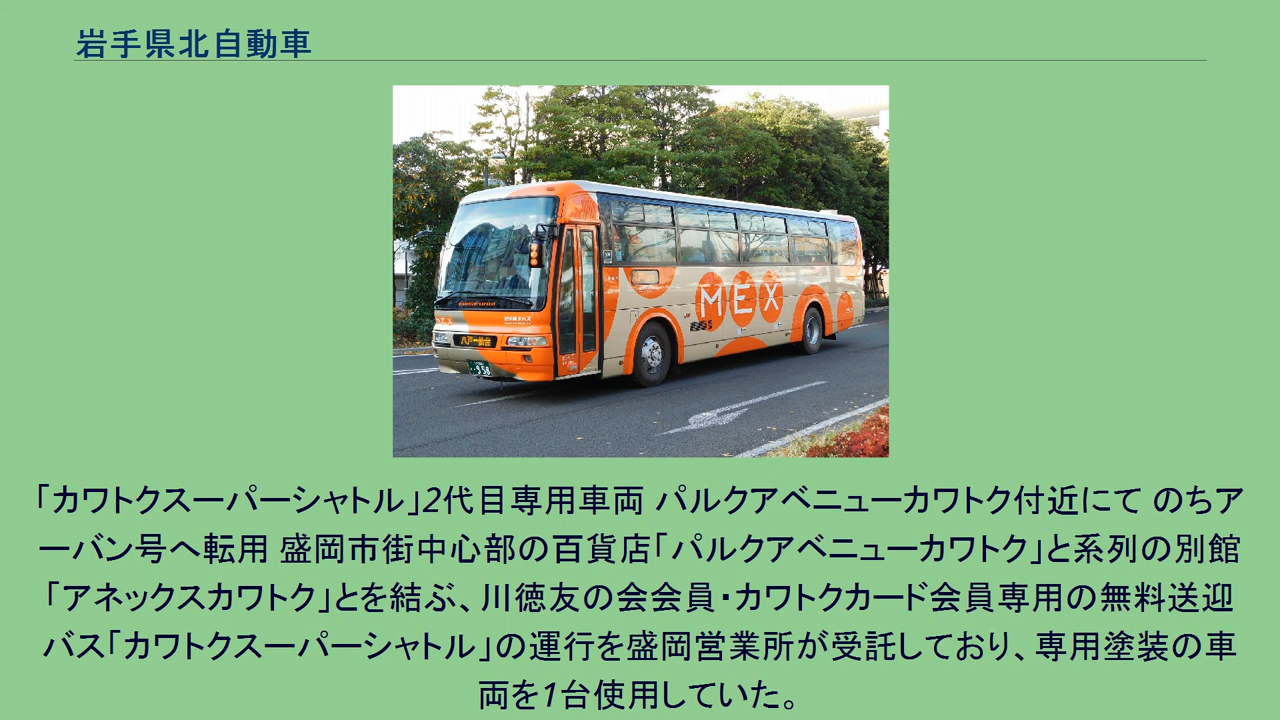 岩手県北自動車
MEX
八戸ー仙台
・958
「カワトクスーパーシャトル」2代目専用車両 パルクアベニューカワトク付近にて のちア
ーバン号へ転用 盛岡市街中心部の百貨店「パルクアベニューカワトク」と系列の別館
「アネックスカワトク」とを結ぶ、川徳友の会会員・カワトクカード会員専用の無料送迎
バス「カワトクスーパーシャトル」の運行を盛岡営業所が受託しており、専用塗装の車
両を1台使用していた。